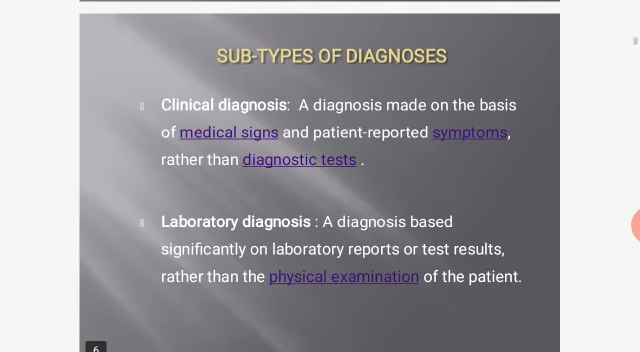 SUB-TYPES OF DIAGNOSES
Clinical diagnosis: A diagnosis made on the basis
of medical signs and patient-reported symptoms,
rather than diagnostic tests .
Laboratory diagnosis : A diagnosis based
significantly on laboratory reports or test results,
rather than the physical examination of the patient.
6